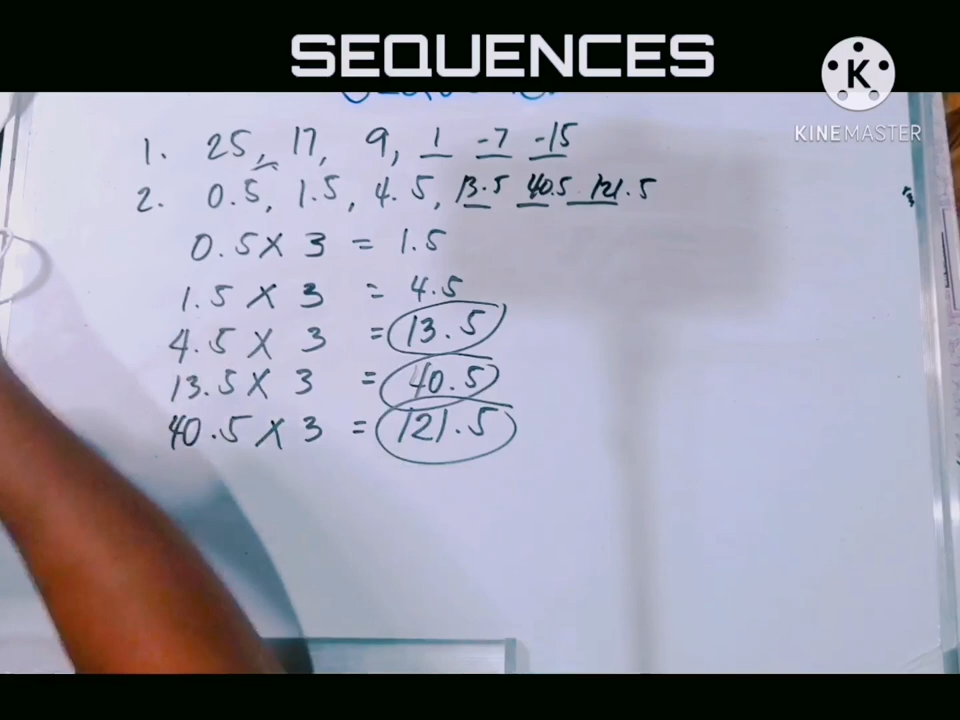 SEQUENCES
K
KINEMASTER
1. 25, 17, 9, 1 -7 -15
2. 0.5, 1.5, 4.5, 13.5 40.5 121.5
0.5 X 3 = 1.5
1.5 X 3 = 4.5
4.5 X 3 = 13.5
13.5 X 3 = 40.5
40.5 X 3 = 121.5